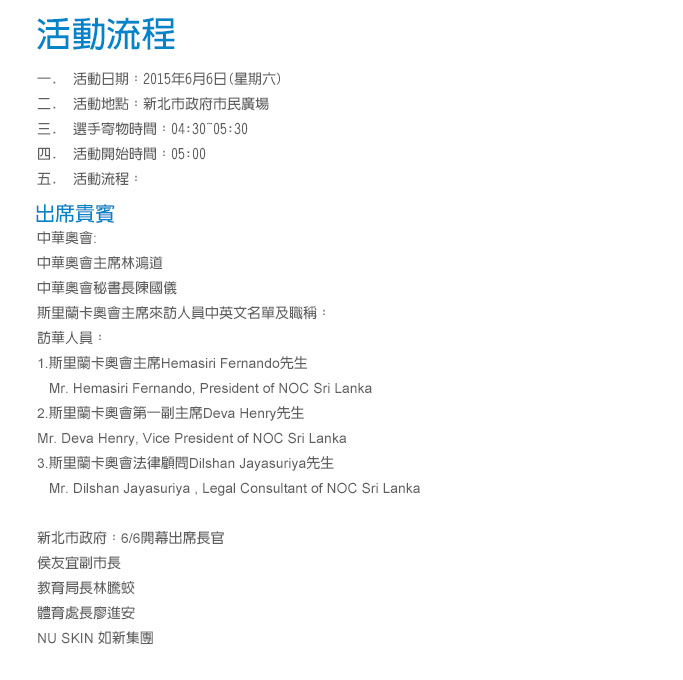 活動流程
一. 活動日期：2015年6月6日(星期六)
二. 活動地點：新北市政府市民廣場
三. 選手寄物時間：04:30~05:30
四. 活動開始時間：05:00
五. 活動流程：
出席貴賓
中華奧會:
中華奧會主席林鴻道
中華奧會秘書長陳國儀
斯里蘭卡奧會主席來訪人員中英文名單及職稱：
訪華人員：
1.斯里蘭卡奧會主席Hemasiri Fernando先生
Mr. Hemasiri Fernando, President of NOC Sri Lanka
2.斯里蘭卡奧會第一副主席Deva Henry先生
Mr. Deva Henry, Vice President of NOC Sri Lanka
3.斯里蘭卡奧會法律顧問Dilshan Jayasuriya先生
Mr. Dilshan Jayasuriya , Legal Consultant of NOC Sri Lanka
新北市政府：6/6開幕出席長官
侯友宜副市長
教育局長林騰蛟
體育處長廖進安
NU SKIN 如新集團